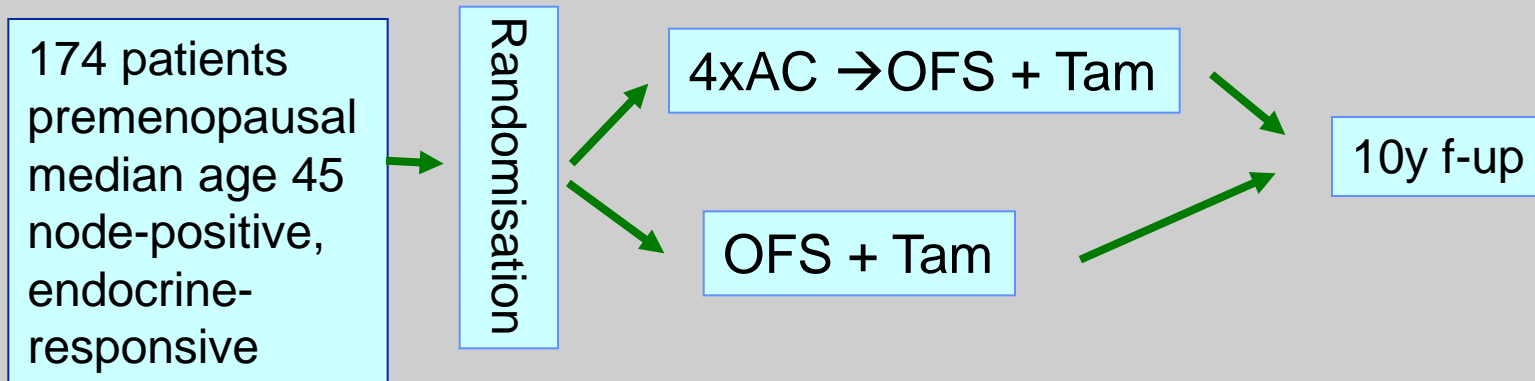 174 patients
premenopausal
median age 45
node-positive,
endocrine-
responsive
Randomisation
4xAC →OFS + Tam
OFS + Tam
10y f-up